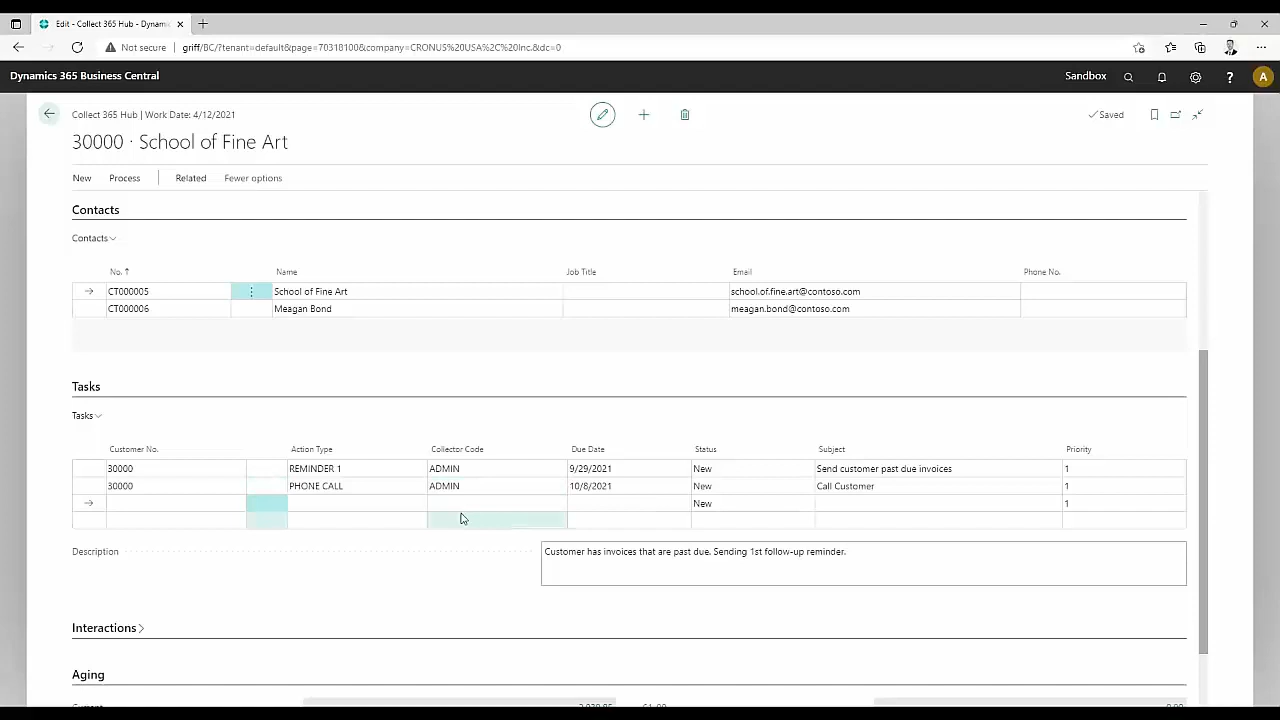 Edit - Collect 365 Hub - Dynamic
Not secure griff/BC/?tenant=default&page=70318100&company=CRONUS%20USA%2C%20Inc.&dc=0
Dynamics 365 Business Central
Sandbox
? A
Collect 365 Hub | Work Date: 4/12/2021
Saved
30000 · School of Fine Art
New Process Related Fewer options
Contacts
Contacts
No. ↑ Name Job Title Email Phone No.
CT000005 School of Fine Art school.of.fine.art@contoso.com
CT000006 Meagan Bond meagan.bond@contoso.com
Tasks
Tasks
Customer No. Action Type Collector Code Due Date Status Subject Priority
30000 REMINDER 1 ADMIN 9/29/2021 New Send customer past due invoices 1
30000 PHONE CALL ADMIN 10/8/2021 New Call Customer 1
New 1
Description Customer has invoices that are past due. Sending 1st follow-up reminder.
Interactions
Aging